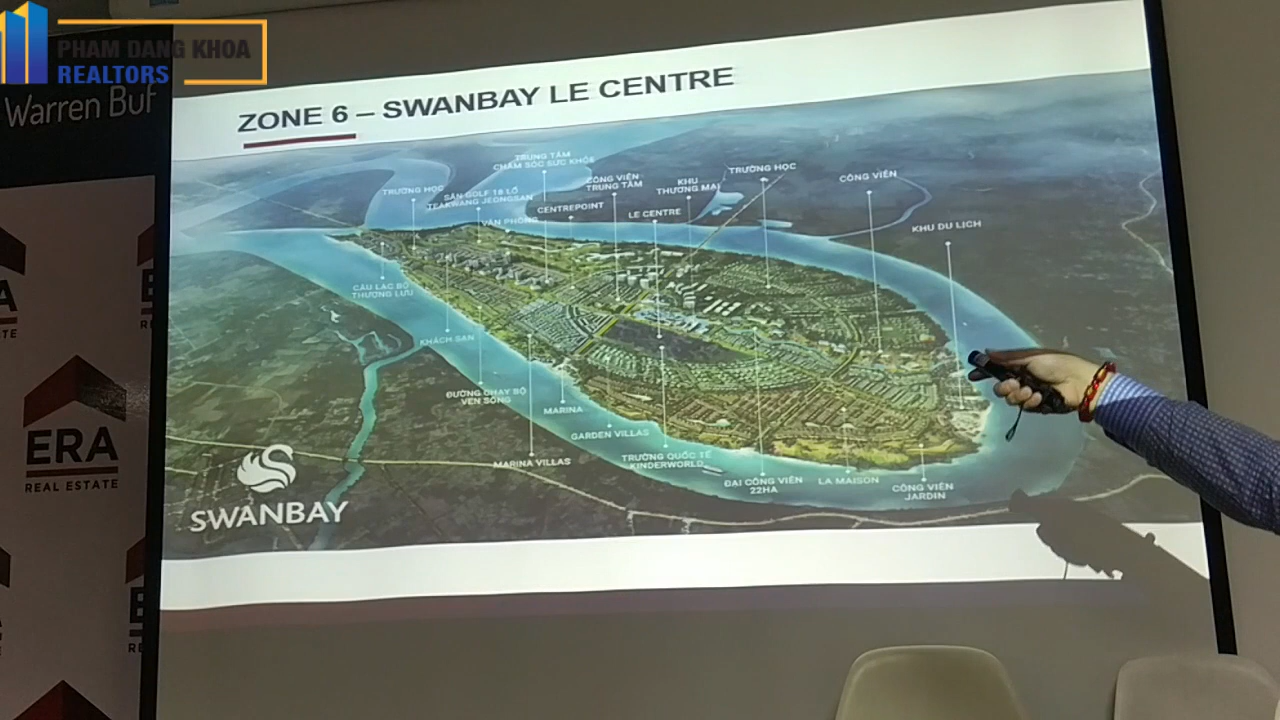 PHAM DANG KHOA
REALTORS
Warren Buf
ZONE 6 – SWANBAY LE CENTRE
TRUNG TÂM
CHĂM SÓC SỨC KHỎE
TRƯỜNG HỌC
SÂN GOLF 18 LỖ
TEAKWANG JEONGSAN
VĂN PHÒNG
CENTREPOINT
CÔNG VIÊN
TRUNG TÂM
LE CENTRE
KHU
THƯƠNG MẠI
TRƯỜNG HỌC
CÔNG VIÊN
KHU DU LỊCH
CÂU LẠC BỘ
THƯỢNG LƯU
KHÁCH SẠN
ĐƯỜNG CHẠY BỘ
VEN SÔNG
MARINA
GARDEN VILLAS
MARINA VILLAS
TRƯỜNG QUỐC TẾ
KINDERWORLD
ĐẠI CÔNG VIÊN
22HA
LA MAISON
CÔNG VIÊN
JARDIN
SWANBAY
ERA
REAL ESTATE